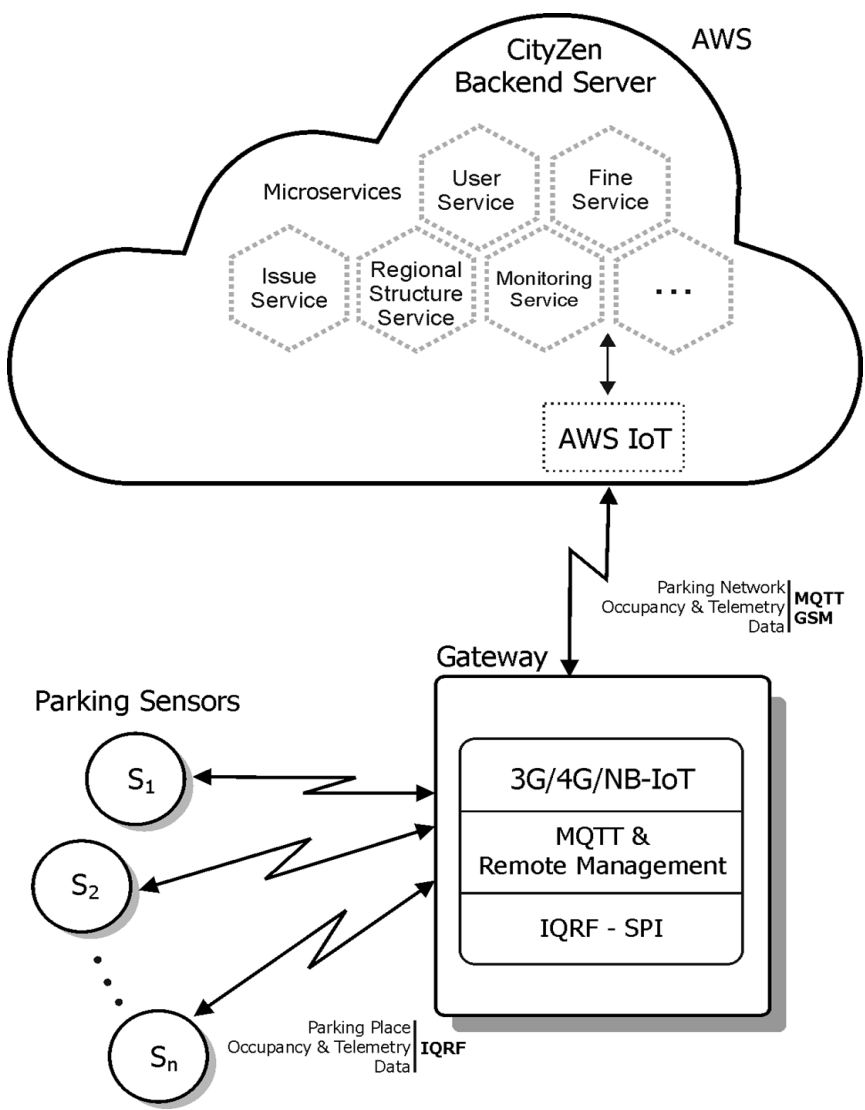 CityZen
Backend Server
AWS
Microservices
User
Service
Fine
Service
Issue
Service
Regional
Structure
Service
Monitoring
Service
...
AWS IoT
Parking Network
Occupancy & Telemetry
Data
MQTT
GSM
Gateway
Parking Sensors
S1
S2
Sn
3G/4G/NB-IoT
MQTT &
Remote Management
IQRF - SPI
Parking Place
Occupancy & Telemetry
Data
IQRF